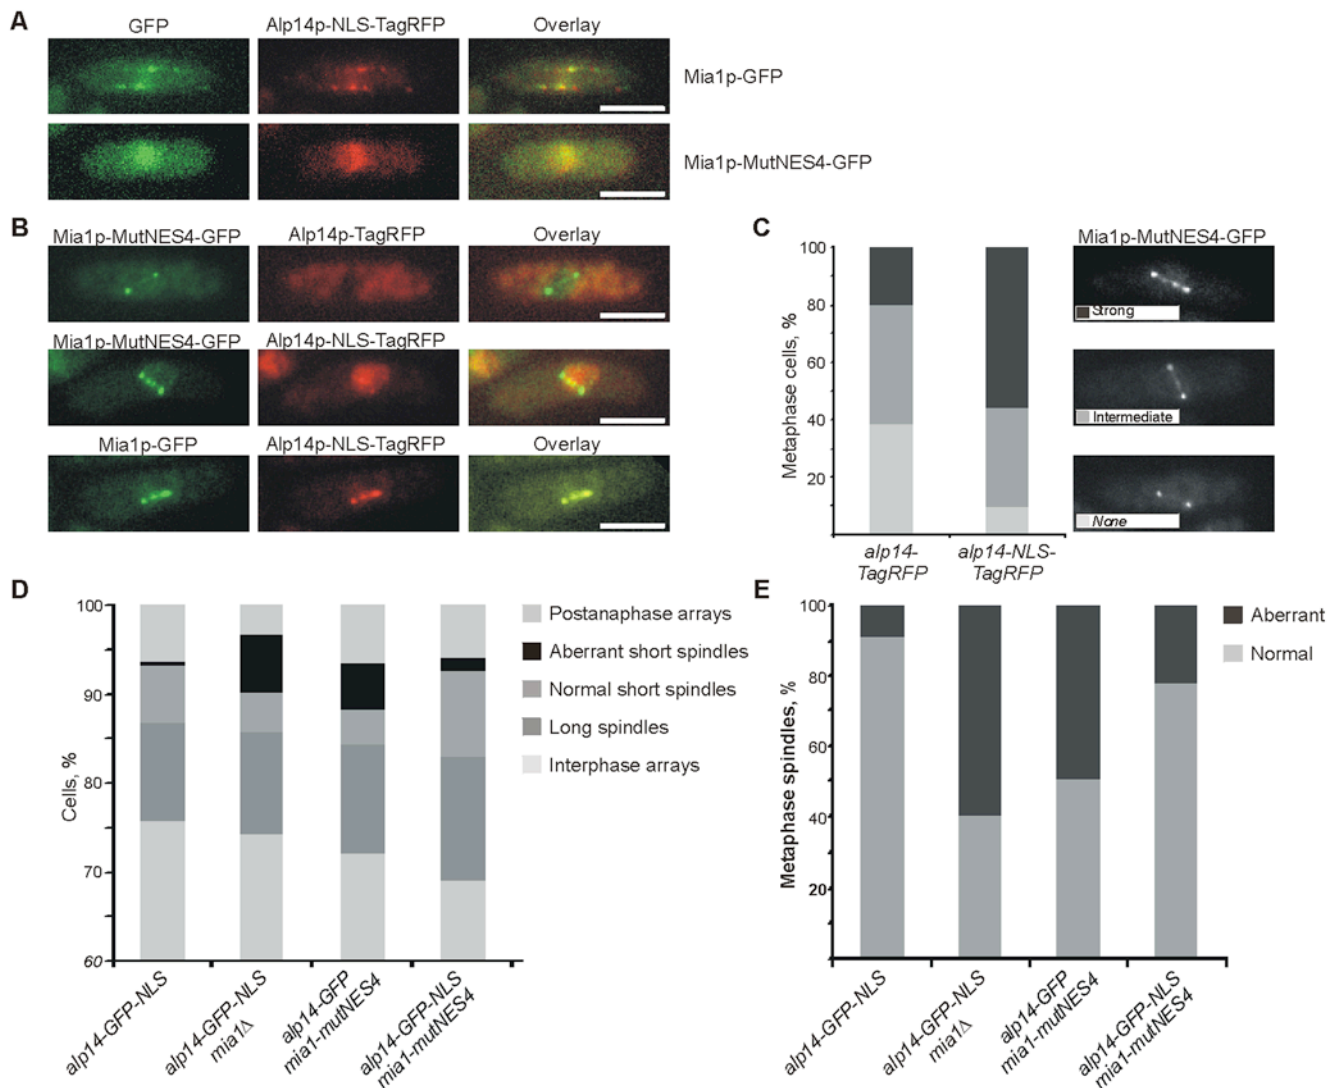 A
GFP
Alp14p-NLS-TagRFP
Overlay
Mia1p-GFP
Mia1p-MutNES4-GFP
B
Mia1p-MutNES4-GFP
Alp14p-TagRFP
Overlay
Mia1p-MutNES4-GFP
Alp14p-NLS-TagRFP
Overlay
Mia1p-GFP
Alp14p-NLS-TagRFP
Overlay
C
Metaphase cells, %
100
80
60
40
20
alp14-
TagRFP
alp14-NLS-
TagRFP
Mia1p-MutNES4-GFP
Strong
Intermediate
None
D
Cells, %
100
90
80
70
60
alp14-GFP-NLS
alp14-GFP-NLS
mia1Δ
alp14-GFP
mia1-mutNES4
alp14-GFP-NLS
mia1-mutNES4
Postanaphase arrays
Aberrant short spindles
Normal short spindles
Long spindles
Interphase arrays
E
Metaphase spindles, %
100
80
60
40
20
alp14-GFP-NLS
alp14-GFP-NLS
mia1Δ
alp14-GFP
mia1-mutNES4
alp14-GFP-NLS
mia1-mutNES4
Aberrant
Normal